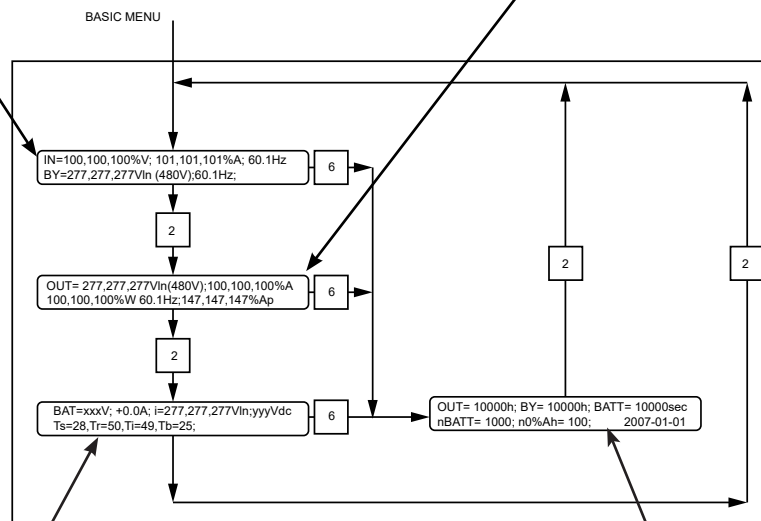 BASIC MENU
IN=100,100,100%V; 101,101,101%A; 60.1Hz
BY=277,277,277Vln (480V);60.1Hz;
6
2
OUT= 277,277,277Vln(480V);100,100,100%A
100,100,100%W 60.1Hz;147,147,147%Ap
6
2
2
2
BAT=xxxV; +0.0A; i=277,277,277Vln;yyyVdc
Ts=28,Tr=50,Ti=49,Tb=25;
6
OUT= 10000h; BY= 10000h; BATT= 10000sec
nBATT= 1000; n0%Ah= 100; 2007-01-01